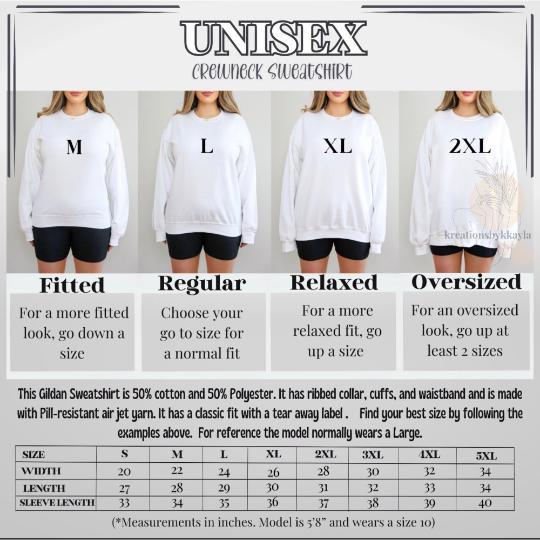 UNISEX
CREWNECK SWEATSHIRT
M L XL 2XL
kreationsbykkayla
Fitted Regular Relaxed Oversized
For a more fitted
look, go down a
size
Choose your
go to size for
a normal fit
For a more
relaxed fit, go
up a size
For an oversized
look, go up at
least 2 sizes
This Gildan Sweatshirt is 50% cotton and 50% Polyester. It has ribbed collar, cuffs, and waistband and is made
with Pill-resistant air jet yarn. It has a classic fit with a tear away label . Find your best size by following the
examples above. For reference the model normally wears a Large.
SIZE S M L XL 2XL 3XL 4XL 5XL
WIDTH 20 22 24 26 28 30 32 34
LENGTH 27 28 29 30 31 32 33 34
SLEEVE LENGTH 33 34 35 36 37 38 39 40
(*Measurements in inches. Model is 5'8" and wears a size 10)